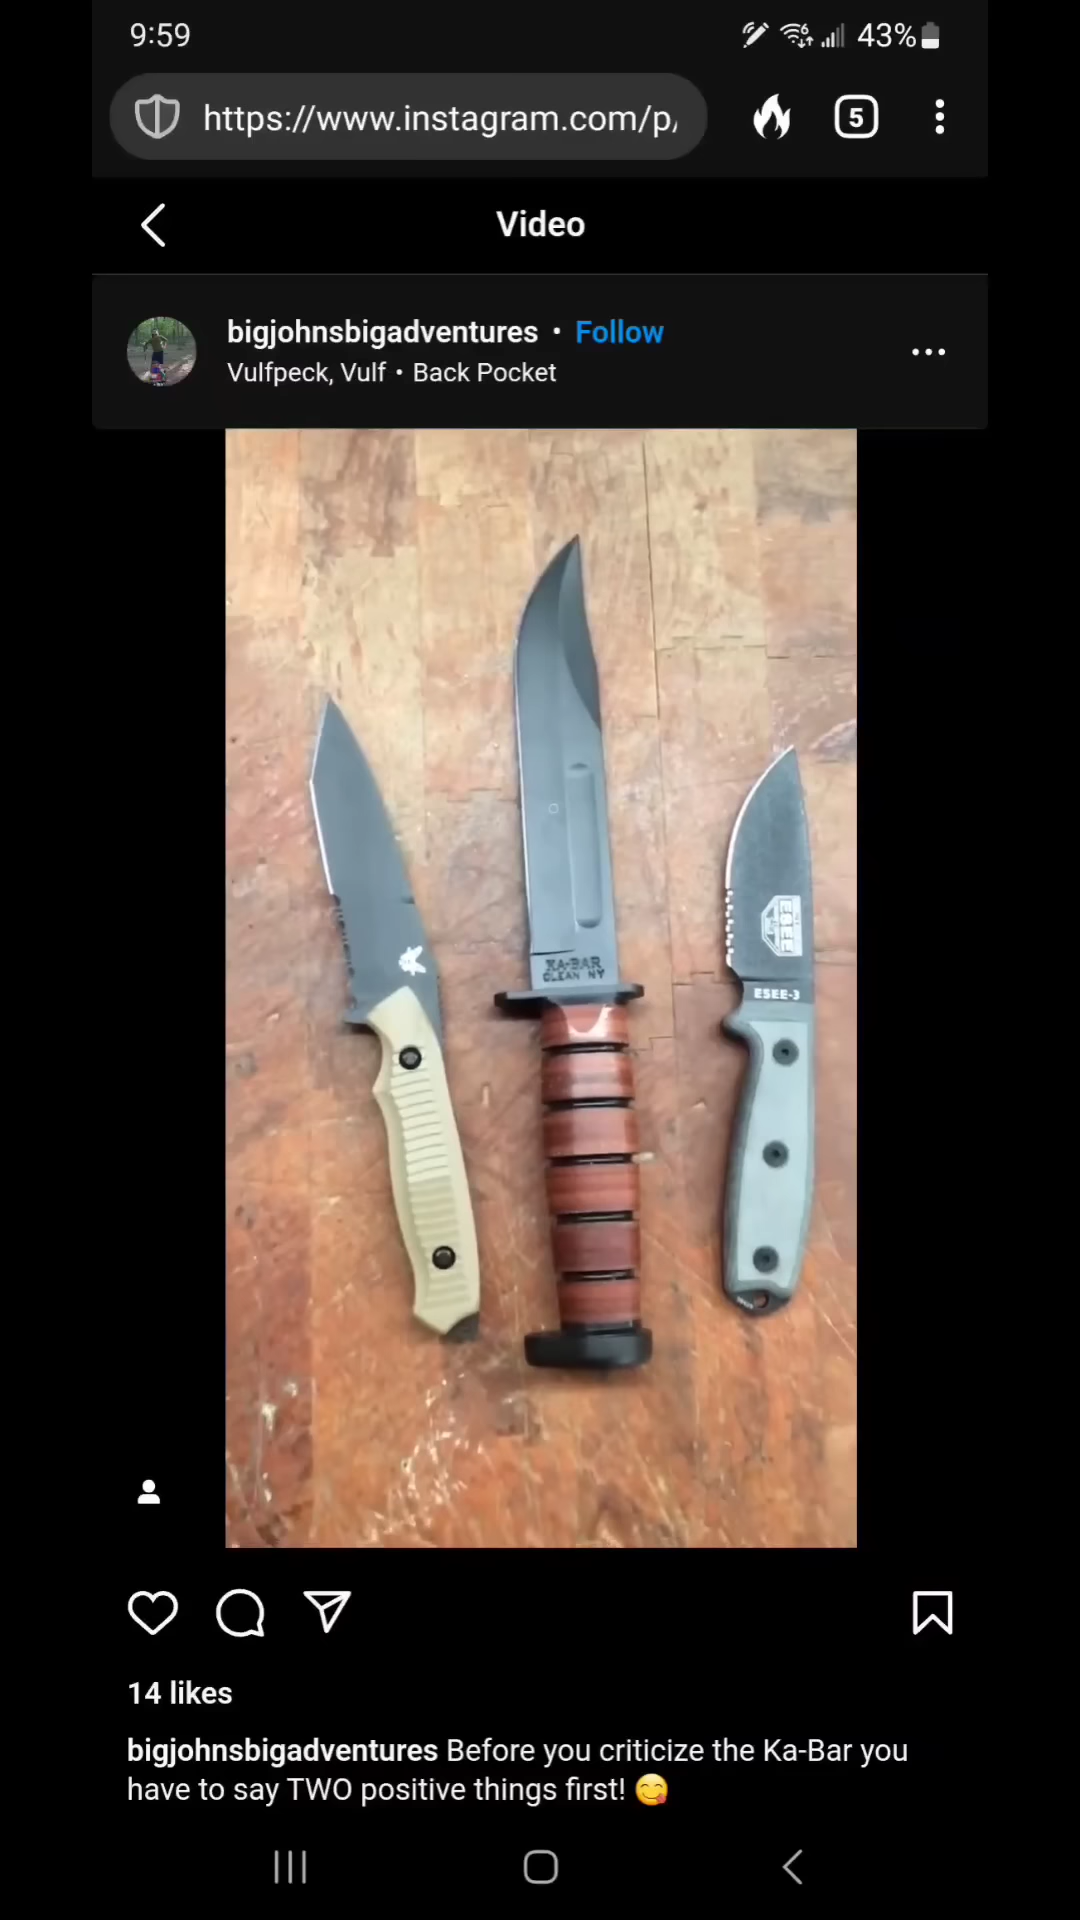 9:59
43%
https://www.instagram.com/p/
5
Video
bigjohnsbigadventures • Follow
Vulfpeck, Vulf • Back Pocket
KA-BAR
OLEAN NY
ESEE
ESEE-3
14 likes
bigjohnsbigadventures Before you criticize the Ka-Bar you
have to say TWO positive things first! 😋